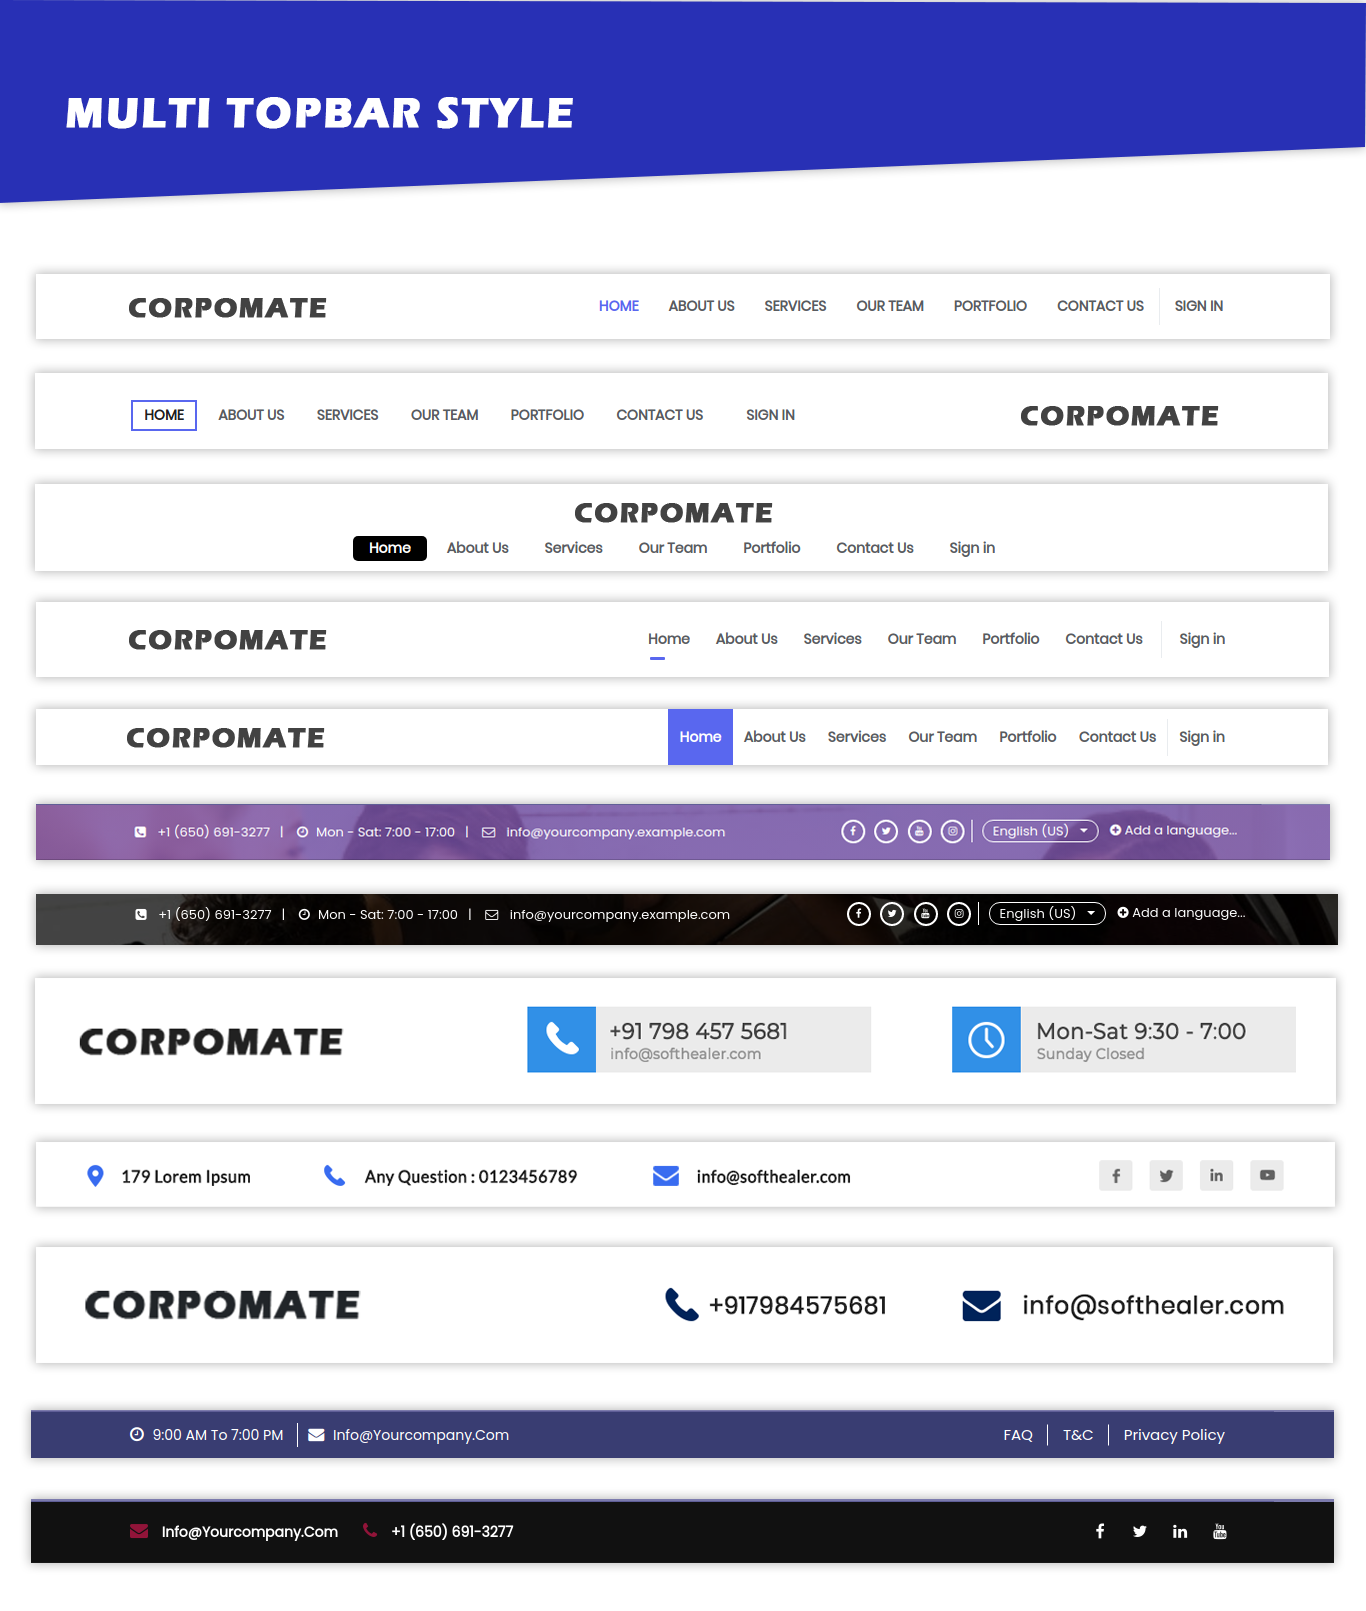 MULTI TOPBAR STYLE
CORPOMATE HOME ABOUT US SERVICES OUR TEAM PORTFOLIO CONTACT US SIGN IN
HOME ABOUT US SERVICES OUR TEAM PORTFOLIO CONTACT US SIGN IN CORPOMATE
CORPOMATE
Home About Us Services Our Team Portfolio Contact Us Sign in
CORPOMATE Home About Us Services Our Team Portfolio Contact Us Sign in
CORPOMATE Home About Us Services Our Team Portfolio Contact Us Sign in
+1 (650) 691-3277 | Mon - Sat: 7:00 - 17:00 | info@yourcompany.example.com English (US) Add a language...
+1 (650) 691-3277 | Mon - Sat: 7:00 - 17:00 | info@yourcompany.example.com English (US) Add a language...
CORPOMATE +91 798 457 5681 Mon-Sat 9:30 - 7:00
info@softhealer.com Sunday Closed
179 Lorem Ipsum Any Question : 0123456789 info@softhealer.com
CORPOMATE +917984575681 info@softhealer.com
9:00 AM To 7:00 PM Info@Yourcompany.Com FAQ T&C Privacy Policy
Info@Yourcompany.Com +1 (650) 691-3277